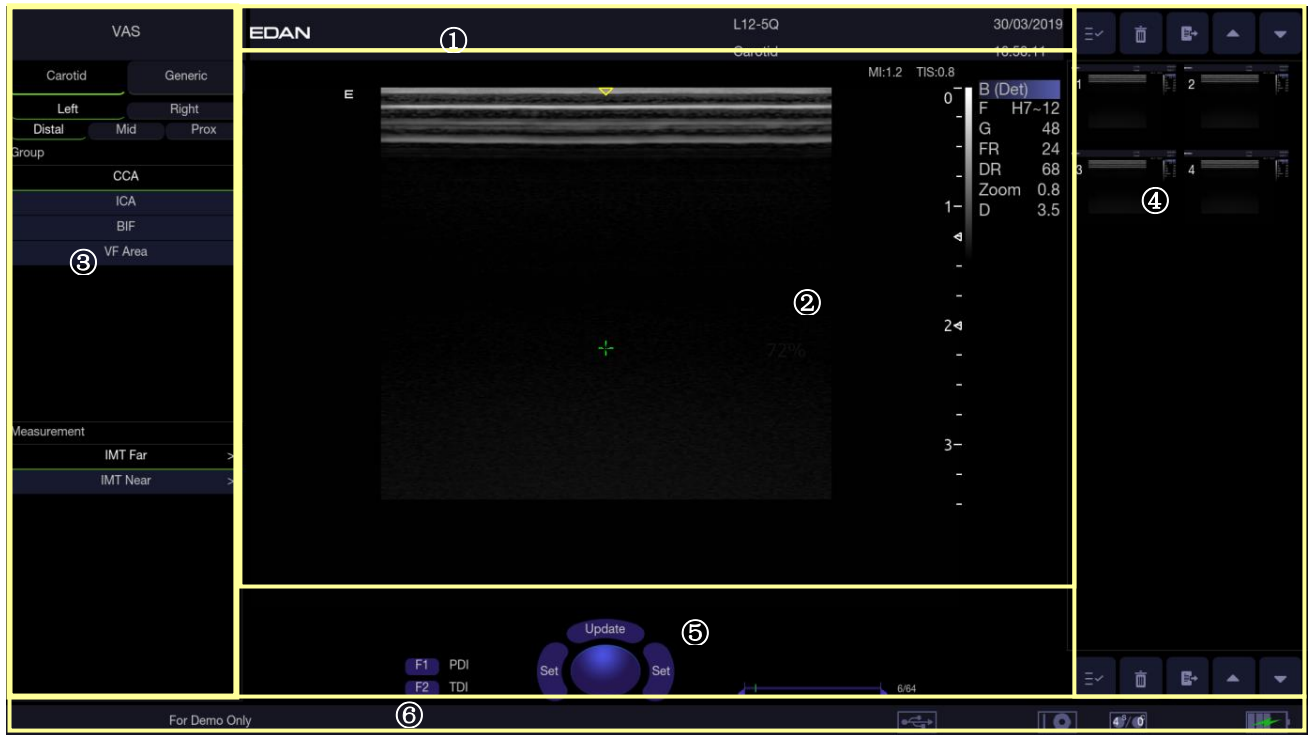 VAS
Carotid Generic
Left Right
Distal Mid Prox
Group
CCA
ICA
BIF
VF Area
③
Measurement
IMT Far >
IMT Near >
EDAN
①
L12-5Q
Carotid
30/03/2019
MI:1.2 TIS:0.8
E
②
72%
0
1
2
3
B (Det)
F H7~12
G 48
FR 24
DR 68
Zoom 0.8
D 3.5
1
2
3
4
④
Update
Set
Set
⑤
F1 PDI
F2 TDI
6/64
For Demo Only
⑥